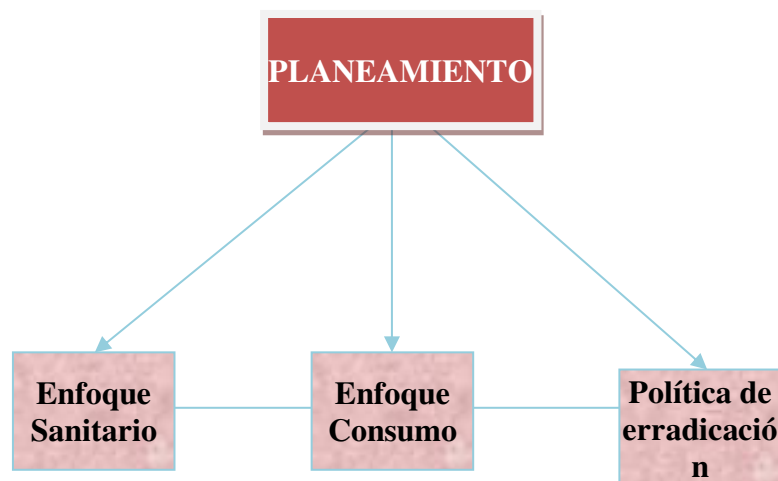 PLANEAMIENTO
Enfoque
Sanitario
Enfoque
Consumo
Política de
erradicació
n